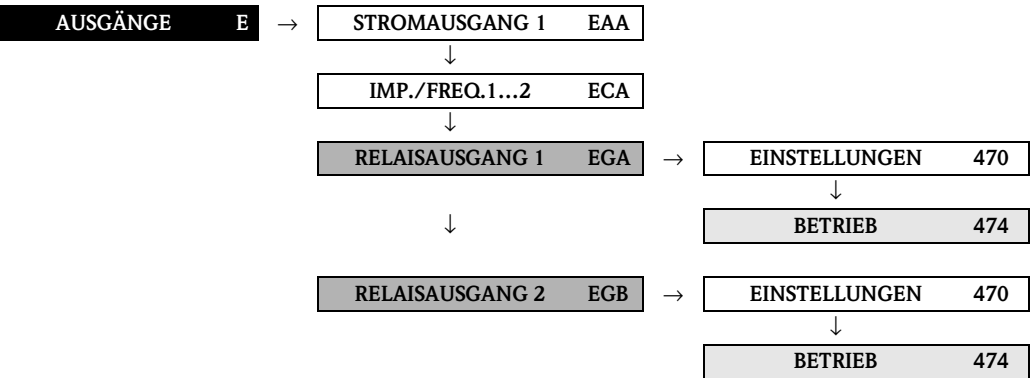 AUSGÄNGE E → STROMAUSGANG 1 EAA
↓
IMP./FREQ.1...2 ECA
↓
RELAISAUSGANG 1 EGA → EINSTELLUNGEN 470
↓
↓ BETRIEB 474
RELAISAUSGANG 2 EGB → EINSTELLUNGEN 470
↓
BETRIEB 474